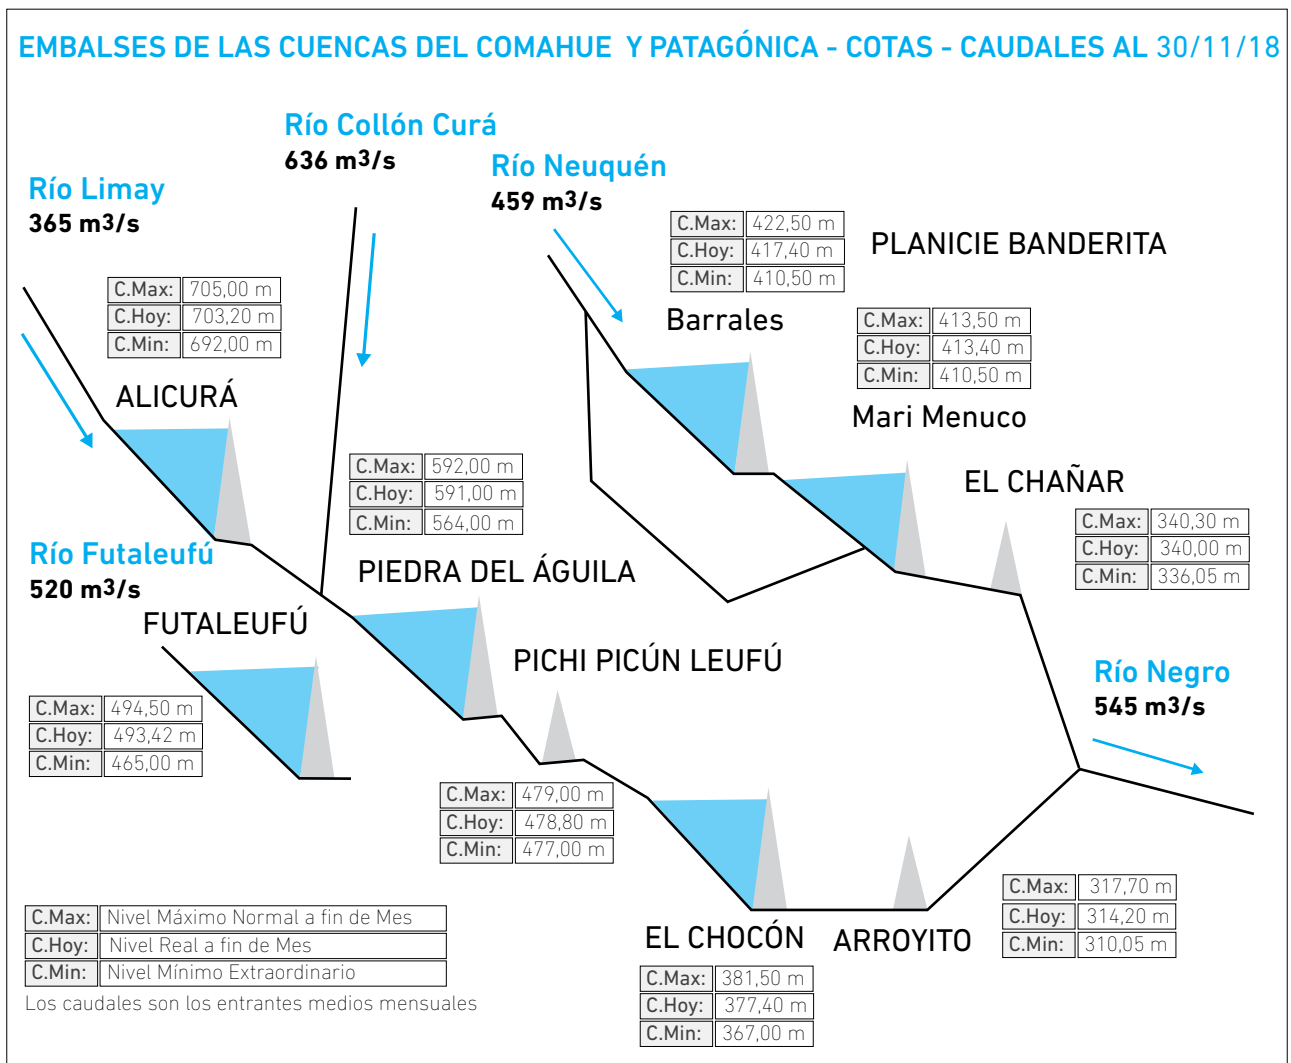 EMBALSES DE LAS CUENCAS DEL COMAHUE Y PATAGÓNICA - COTAS - CAUDALES AL 30/11/18
Río Collón Curá
636 m3/s
Río Neuquén
459 m3/s
Río Limay
365 m3/s
C.Max: 422,50 m
C.Hoy: 417,40 m
C.Min: 410,50 m
PLANICIE BANDERITA
Barrales
C.Max: 705,00 m
C.Hoy: 703,20 m
C.Min: 692,00 m
ALICURÁ
C.Max: 413,50 m
C.Hoy: 413,40 m
C.Min: 410,50 m
Mari Menuco
C.Max: 592,00 m
C.Hoy: 591,00 m
C.Min: 564,00 m
PIEDRA DEL ÁGUILA
EL CHAÑAR
C.Max: 340,30 m
C.Hoy: 340,00 m
C.Min: 336,05 m
Río Futaleufú
520 m3/s
FUTALEUFÚ
C.Max: 494,50 m
C.Hoy: 493,42 m
C.Min: 465,00 m
PICHI PICÚN LEUFÚ
C.Max: 479,00 m
C.Hoy: 478,80 m
C.Min: 477,00 m
Río Negro
545 m3/s
EL CHOCÓN
C.Max: 381,50 m
C.Hoy: 377,40 m
C.Min: 367,00 m
ARROYITO
C.Max: 317,70 m
C.Hoy: 314,20 m
C.Min: 310,05 m
C.Max: Nivel Máximo Normal a fin de Mes
C.Hoy: Nivel Real a fin de Mes
C.Min: Nivel Mínimo Extraordinario
Los caudales son los entrantes medios mensuales